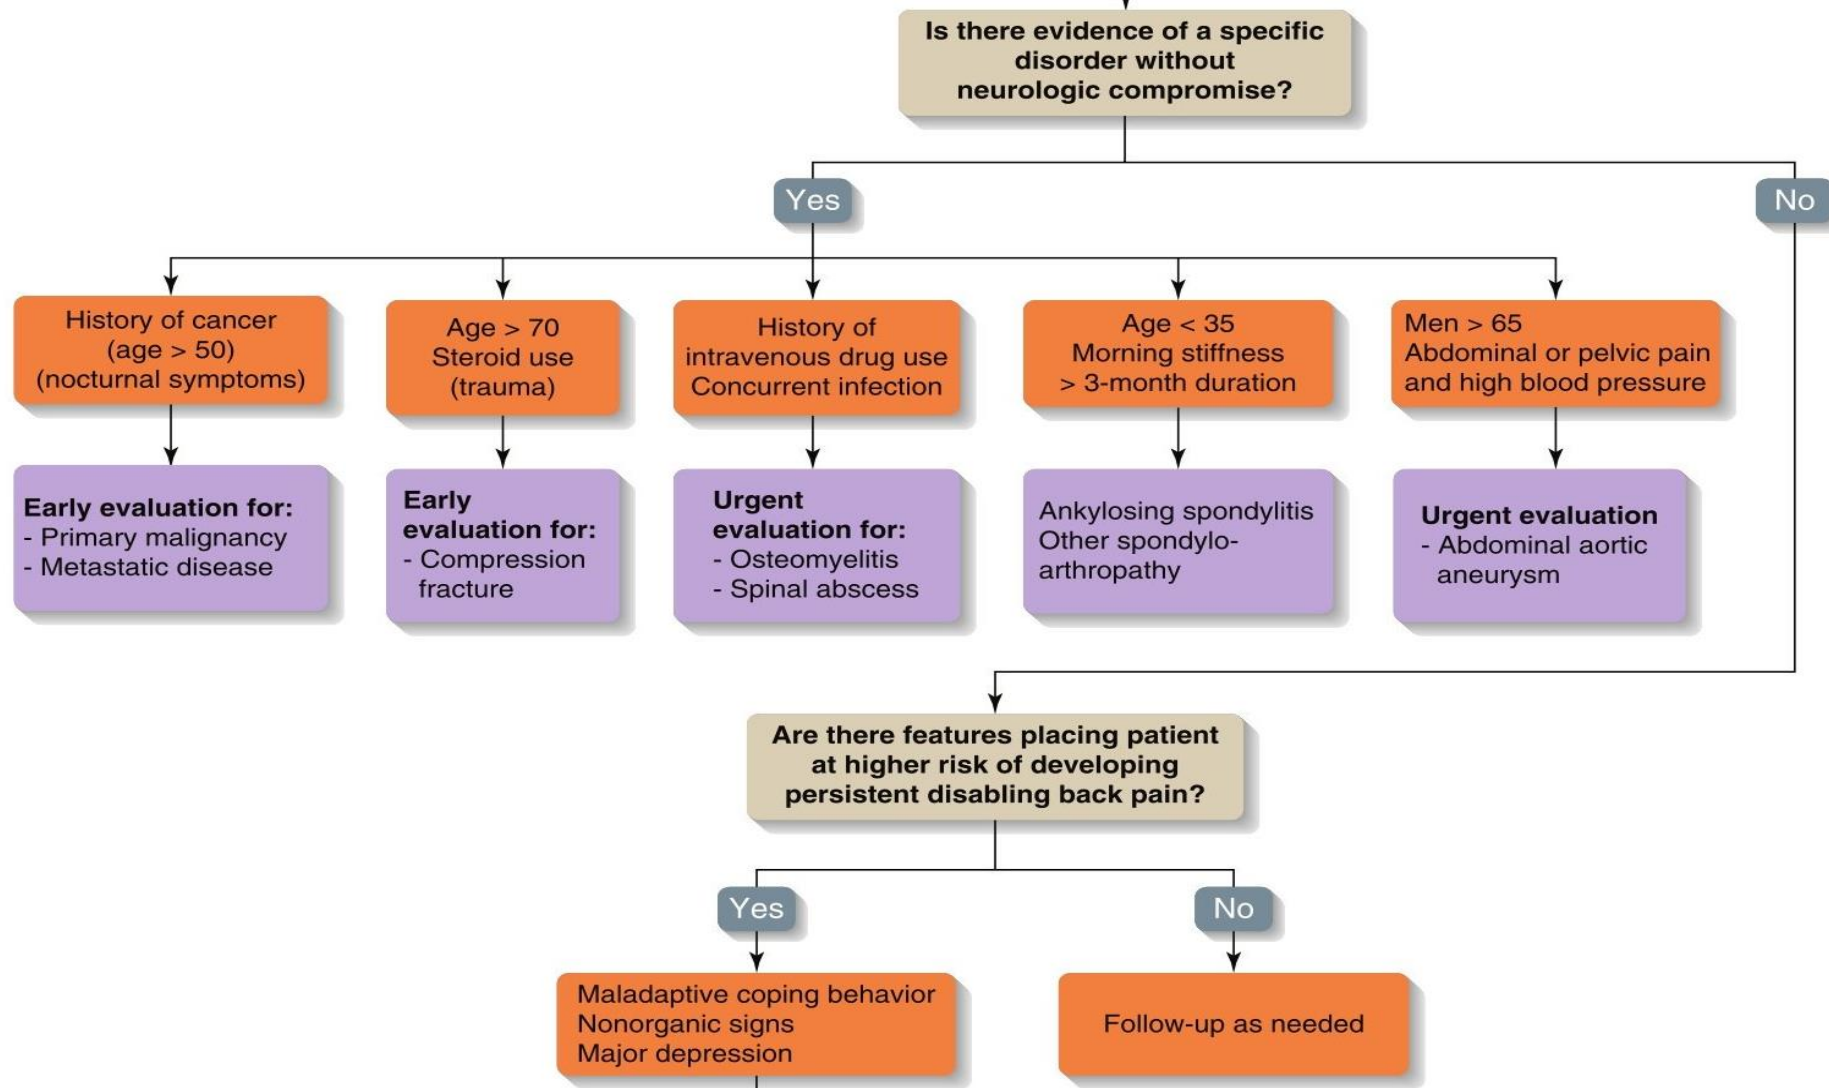 Is there evidence of a specific
disorder without
neurologic compromise?
Yes
No
History of cancer
(age > 50)
(nocturnal symptoms)
Age > 70
Steroid use
(trauma)
History of
intravenous drug use
Concurrent infection
Age < 35
Morning stiffness
> 3-month duration
Men > 65
Abdominal or pelvic pain
and high blood pressure
Early evaluation for:
- Primary malignancy
- Metastatic disease
Early
evaluation for:
- Compression
fracture
Urgent
evaluation for:
- Osteomyelitis
- Spinal abscess
Ankylosing spondylitis
Other spondylo-
arthropathy
Urgent evaluation
- Abdominal aortic
aneurysm
Are there features placing patient
at higher risk of developing
persistent disabling back pain?
Yes
No
Maladaptive coping behavior
Nonorganic signs
Major depression
Follow-up as needed